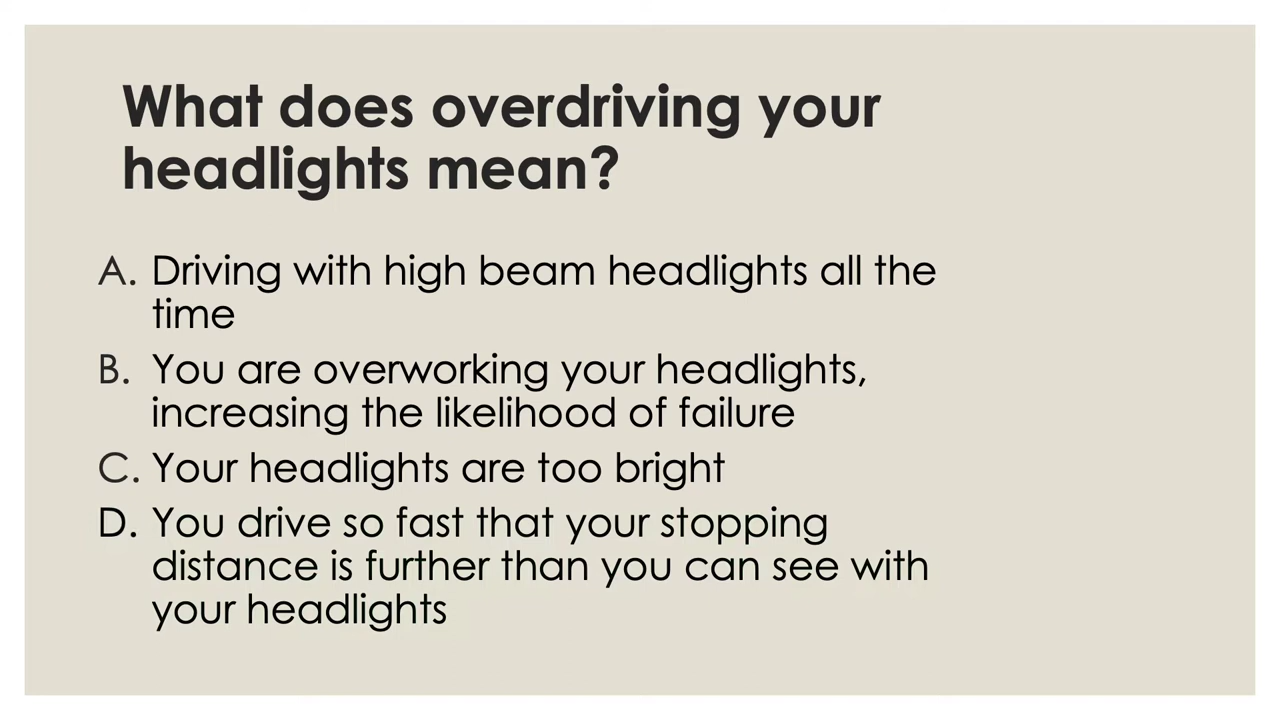 What does overdriving your
headlights mean?
A. Driving with high beam headlights all the
time
B. You are overworking your headlights,
increasing the likelihood of failure
C. Your headlights are too bright
D. You drive so fast that your stopping
distance is further than you can see with
your headlights